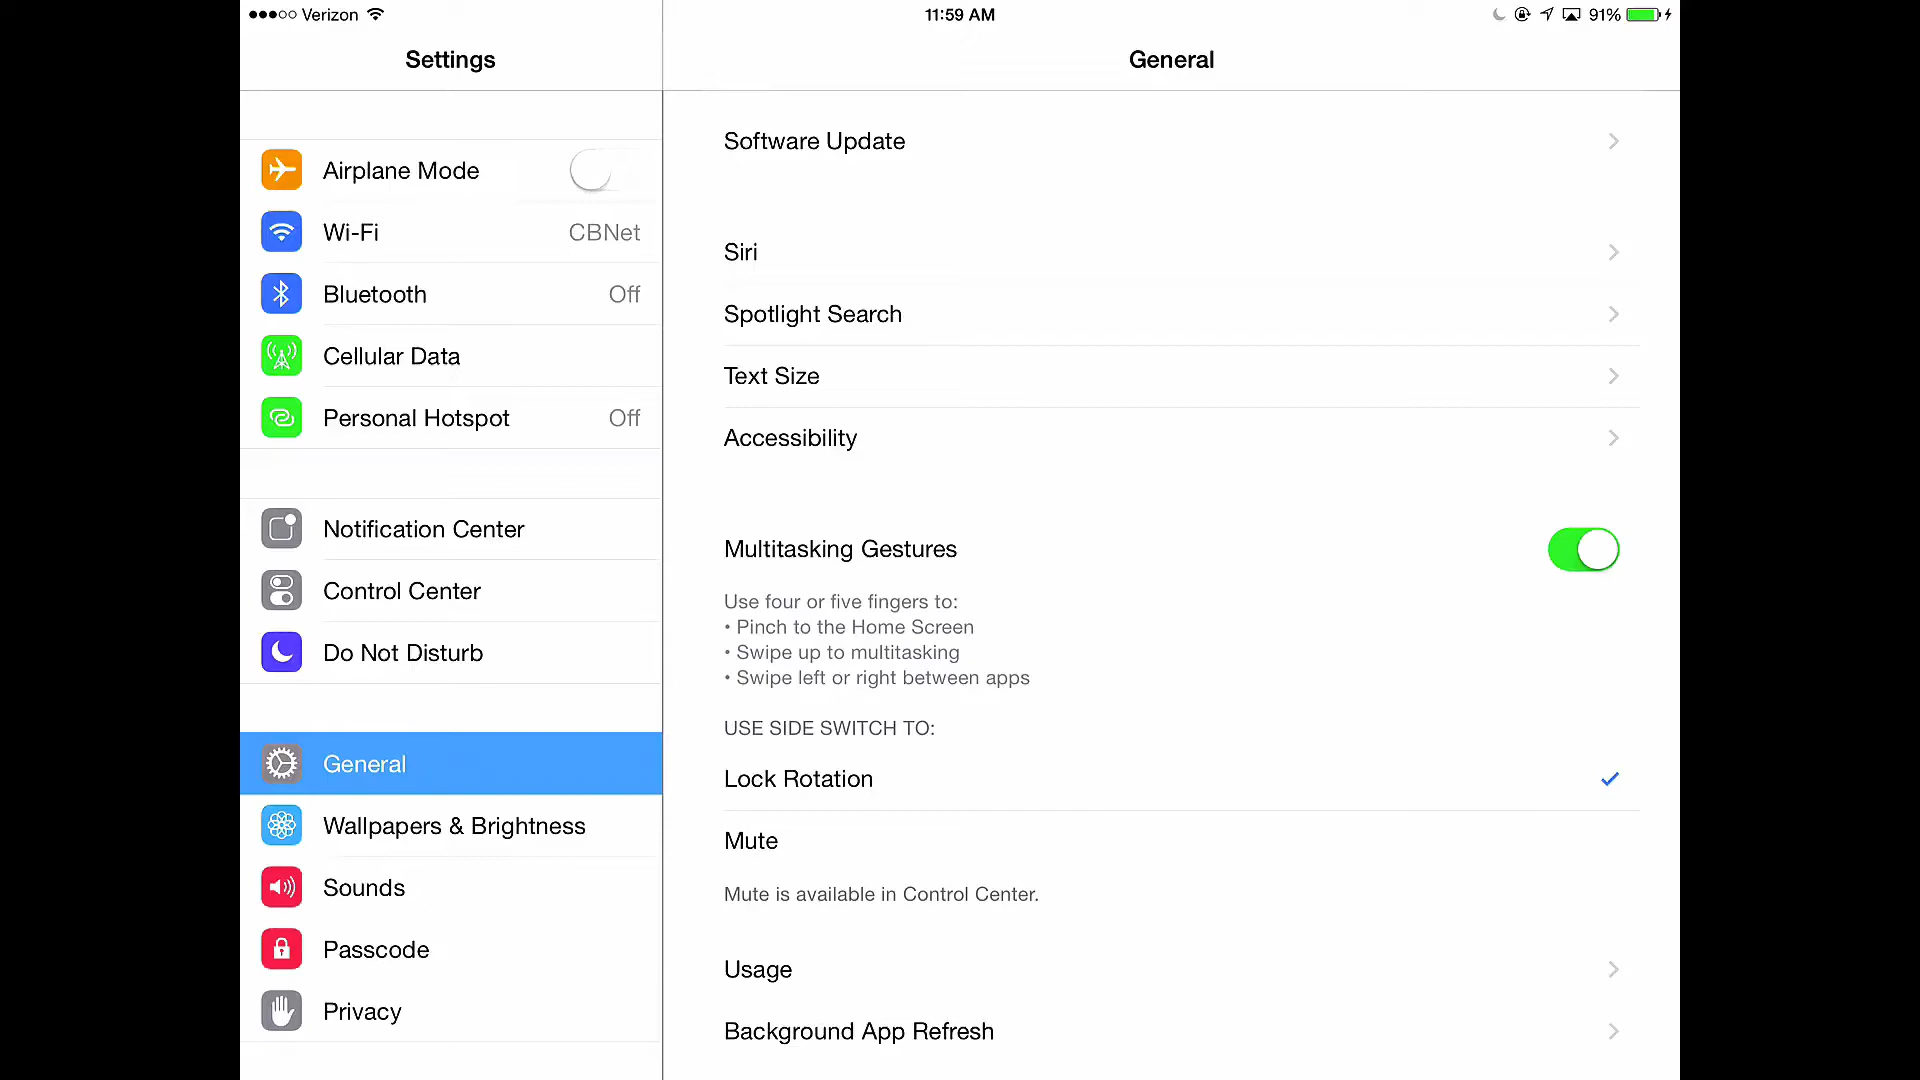 Verizon
11:59 AM
91%
Settings
General
Airplane Mode
Wi-Fi
CBNet
Bluetooth
Off
Cellular Data
Personal Hotspot
Off
Notification Center
Control Center
Do Not Disturb
General
Wallpapers & Brightness
Sounds
Passcode
Privacy
Software Update
Siri
Spotlight Search
Text Size
Accessibility
Multitasking Gestures
Use four or five fingers to:
• Pinch to the Home Screen
• Swipe up to multitasking
• Swipe left or right between apps
USE SIDE SWITCH TO:
Lock Rotation
Mute
Mute is available in Control Center.
Usage
Background App Refresh